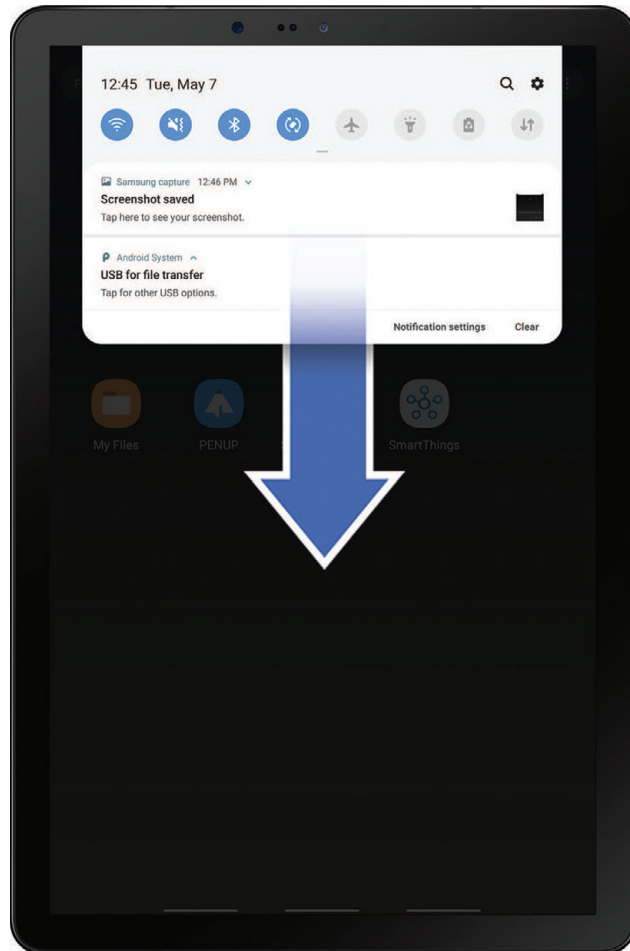 12:45 Tue, May 7
Samsung capture 12:46 PM
Screenshot saved
Tap here to see your screenshot.
Android System
USB for file transfer
Tap for other USB options.
Notification settings Clear
My Files PENUP SmartThings